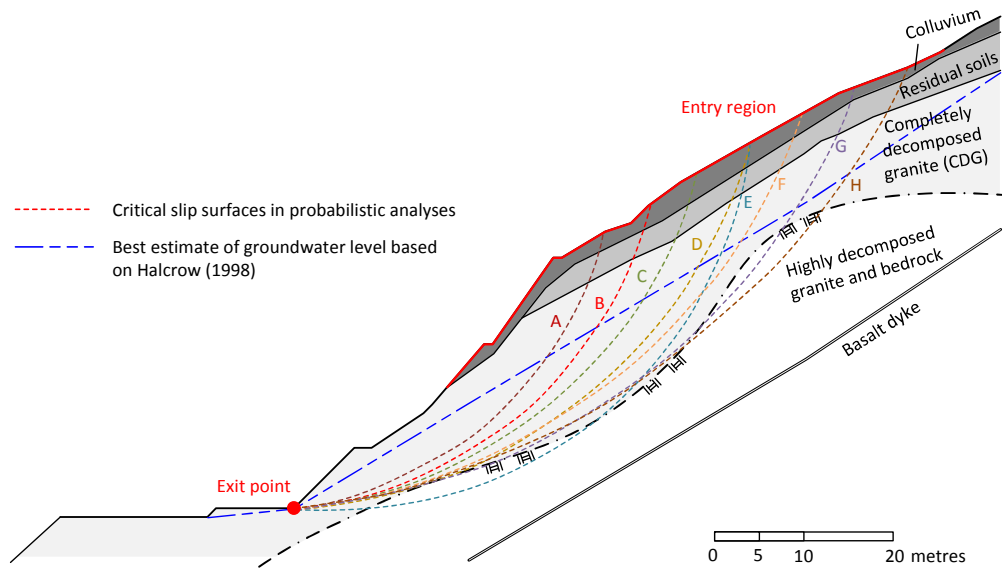 Colluvium
Residual soils
Entry region
Completely
decomposed
granite (CDG)
G
F
H
E
D
C
B
A
Critical slip surfaces in probabilistic analyses
Best estimate of groundwater level based
on Halcrow (1998)
Highly decomposed
granite and bedrock
Basalt dyke
Exit point
0 5 10 20 metres